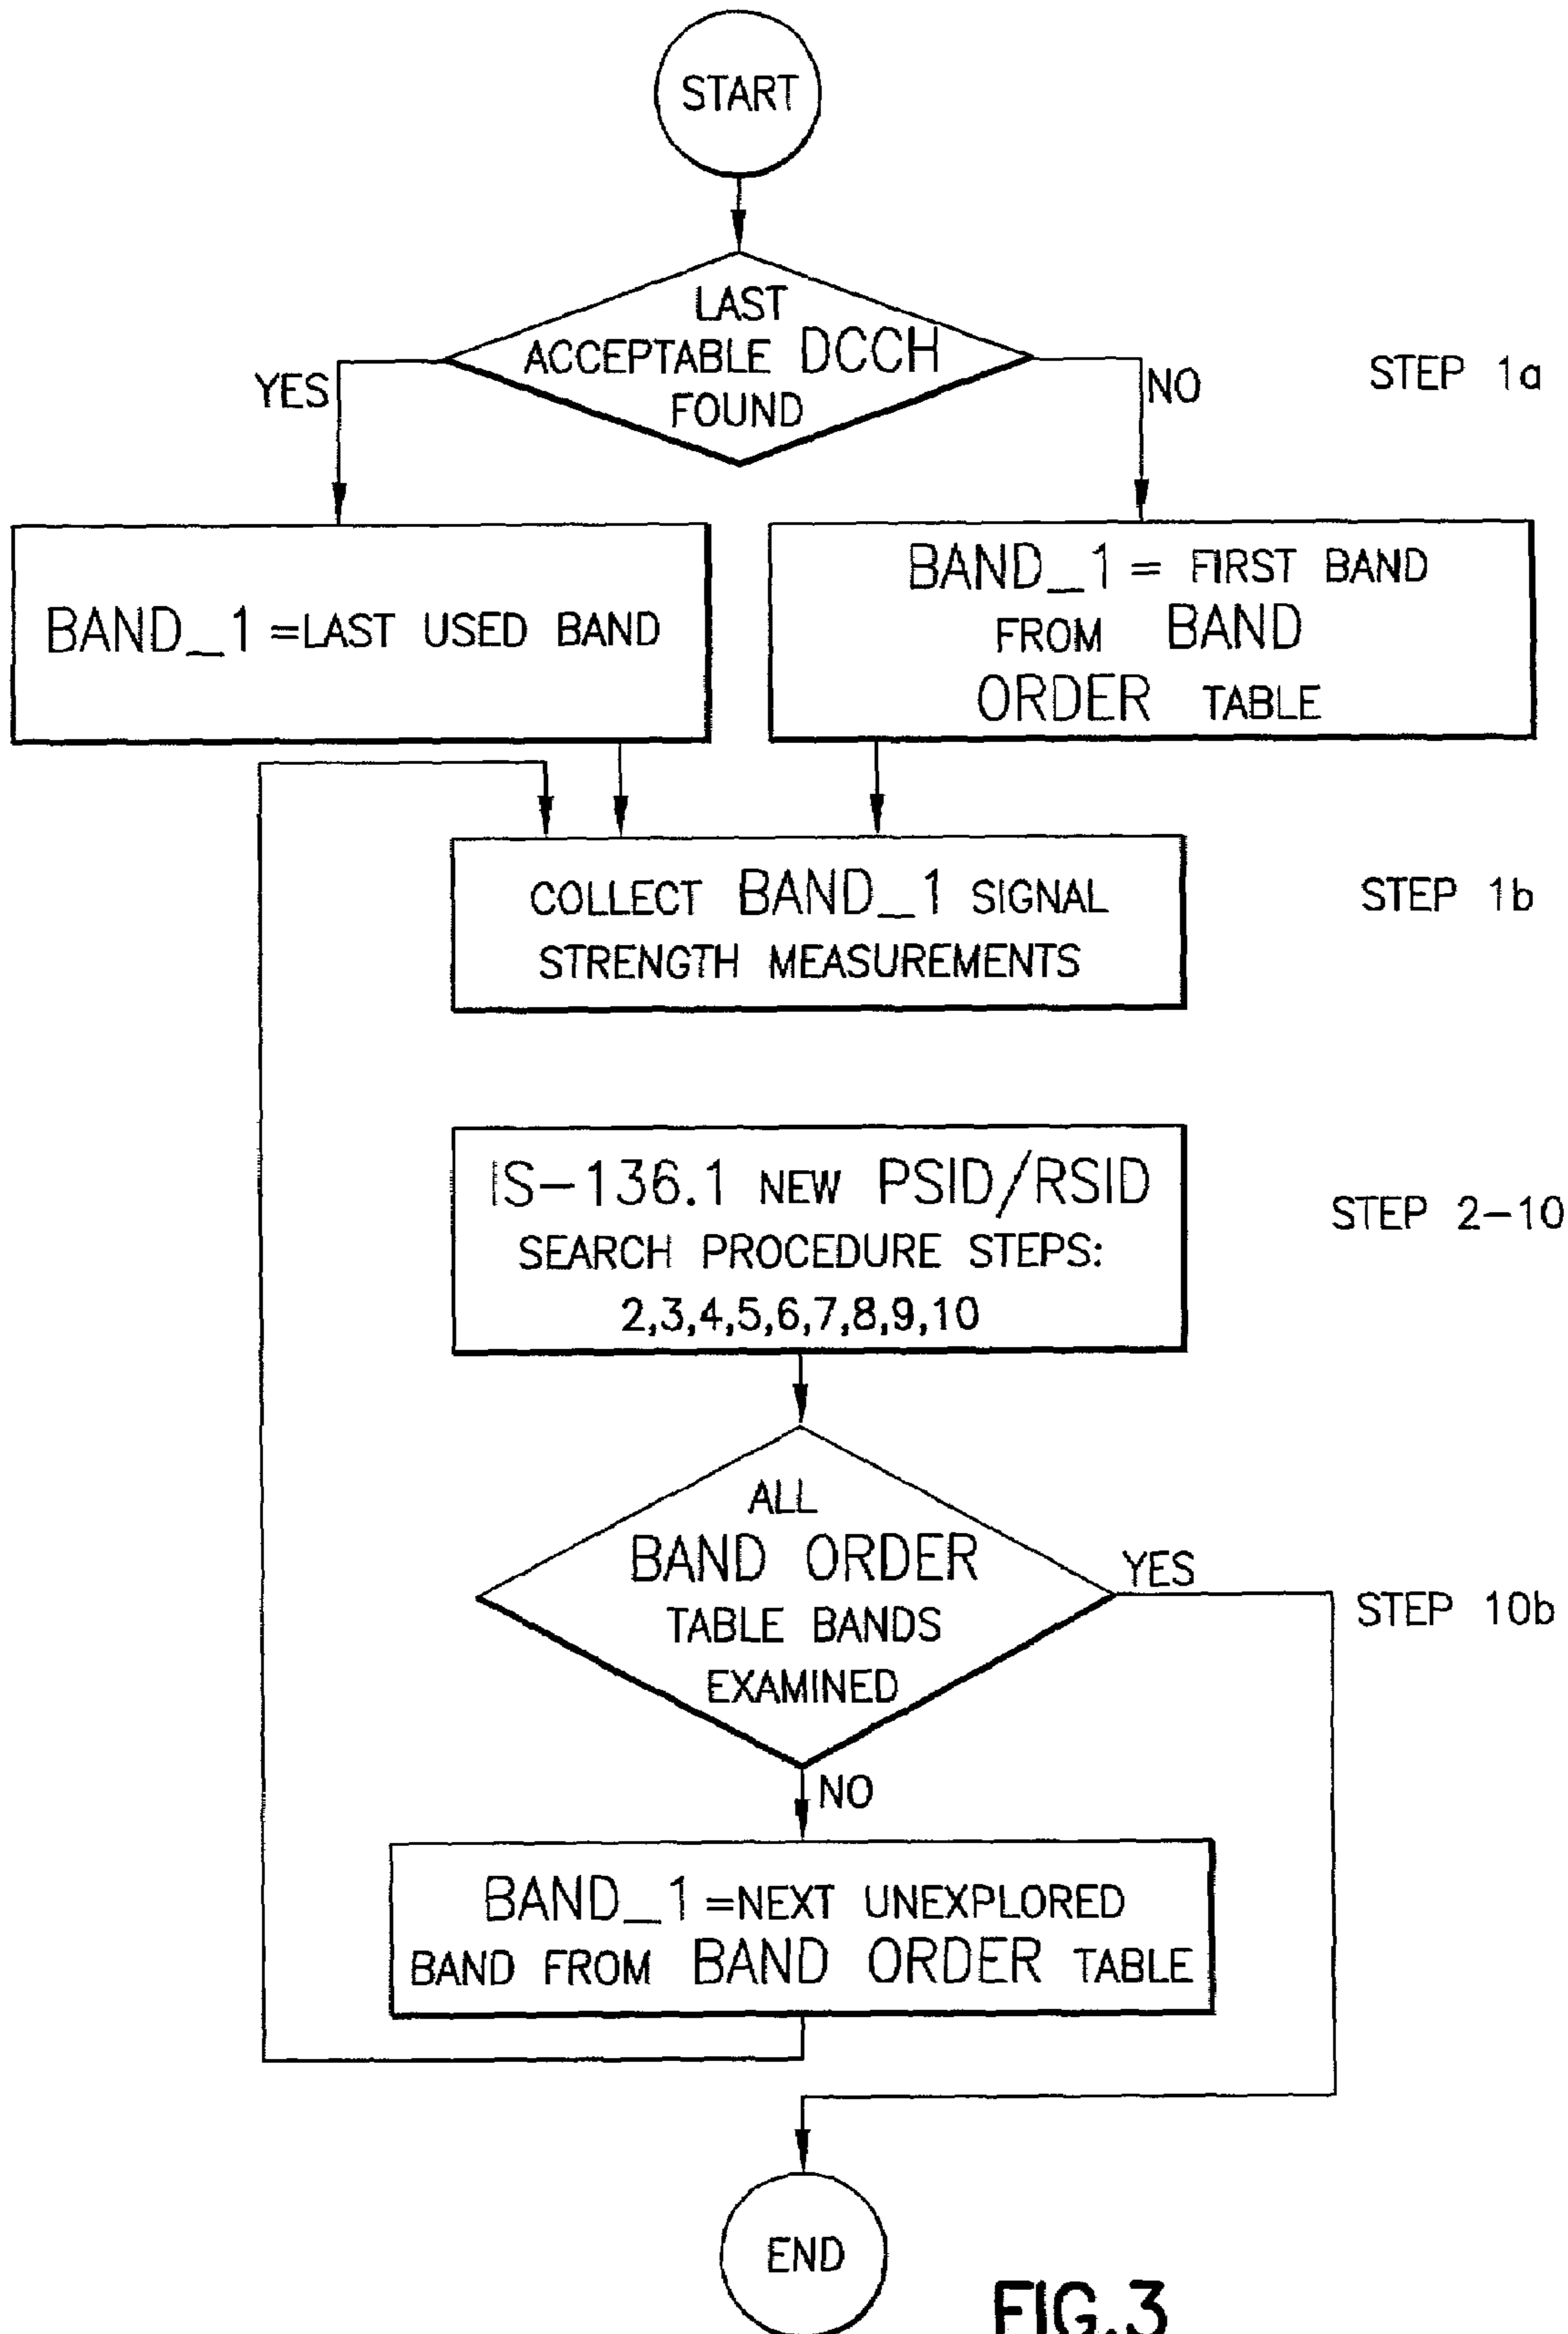 START
LAST
ACCEPTABLE DCCH
FOUND
YES
NO
STEP 1a
BAND_1 =LAST USED BAND
BAND_1 = FIRST BAND
FROM BAND
ORDER TABLE
COLLECT BAND_1 SIGNAL
STRENGTH MEASUREMENTS
STEP 1b
IS-136.1 NEW PSID/RSID
SEARCH PROCEDURE STEPS:
2,3,4,5,6,7,8,9,10
STEP 2-10
ALL
BAND ORDER
TABLE BANDS
EXAMINED
YES
STEP 10b
NO
BAND_1 =NEXT UNEXPLORED
BAND FROM BAND ORDER TABLE
END
FIG.3